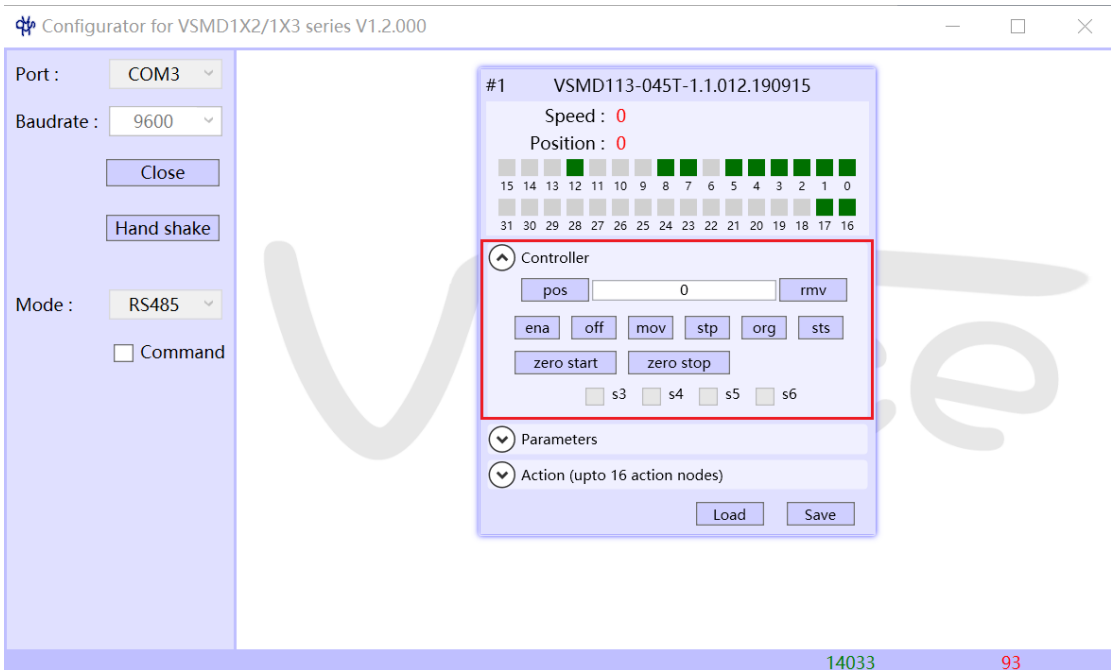 Configurator for VSMD1X2/1X3 series V1.2.000
Port : COM3
Baudrate : 9600
Close
Hand shake
Mode : RS485
Command
#1 VSMD113-045T-1.1.012.190915
Speed : 0
Position : 0
15 14 13 12 11 10 9 8 7 6 5 4 3 2 1 0
31 30 29 28 27 26 25 24 23 22 21 20 19 18 17 16
Controller
pos 0 rmv
ena off mov stp org sts
zero start zero stop
s3 s4 s5 s6
Parameters
Action (upto 16 action nodes)
Load Save
14033 93